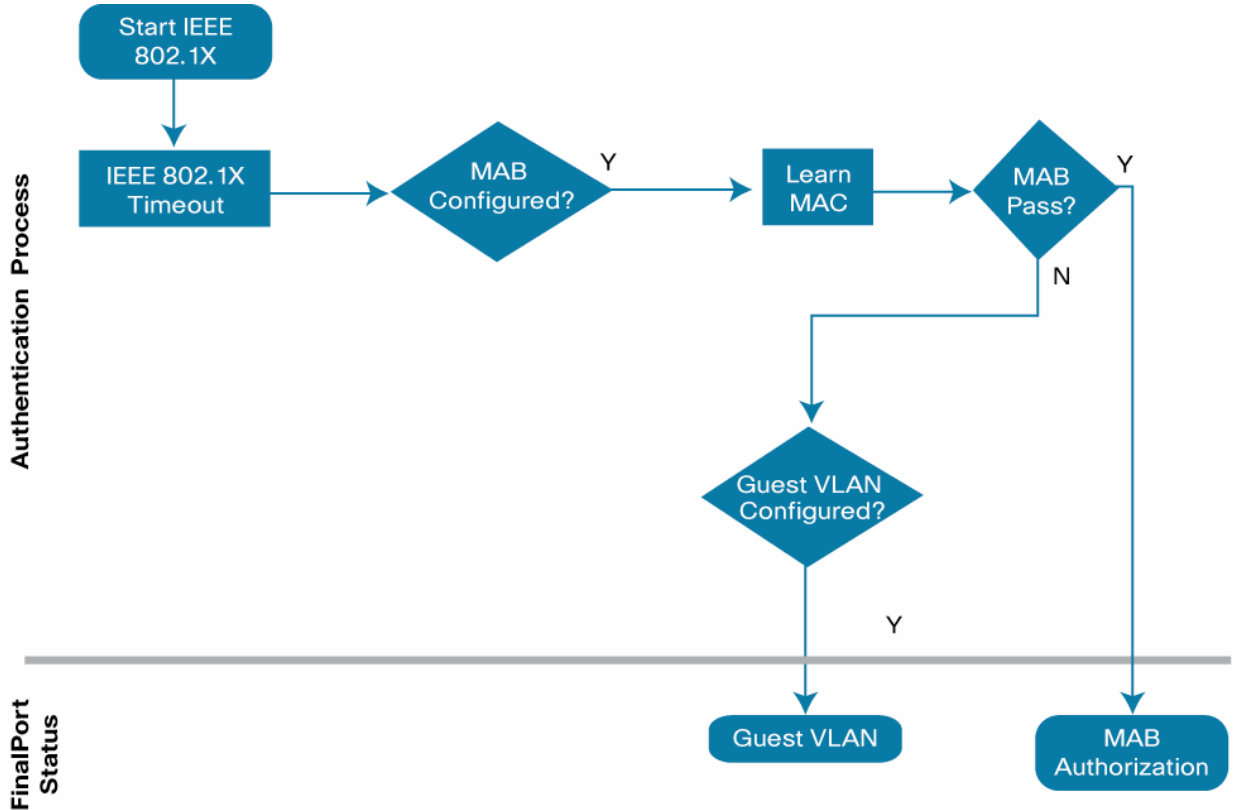 Start IEEE
802.1X
IEEE 802.1X
Timeout
MAB
Configured?
Y
Learn
MAC
MAB
Pass?
Y
N
Guest VLAN
Configured?
Y
Guest VLAN
MAB
Authorization
Authentication Process
FinalPort
Status